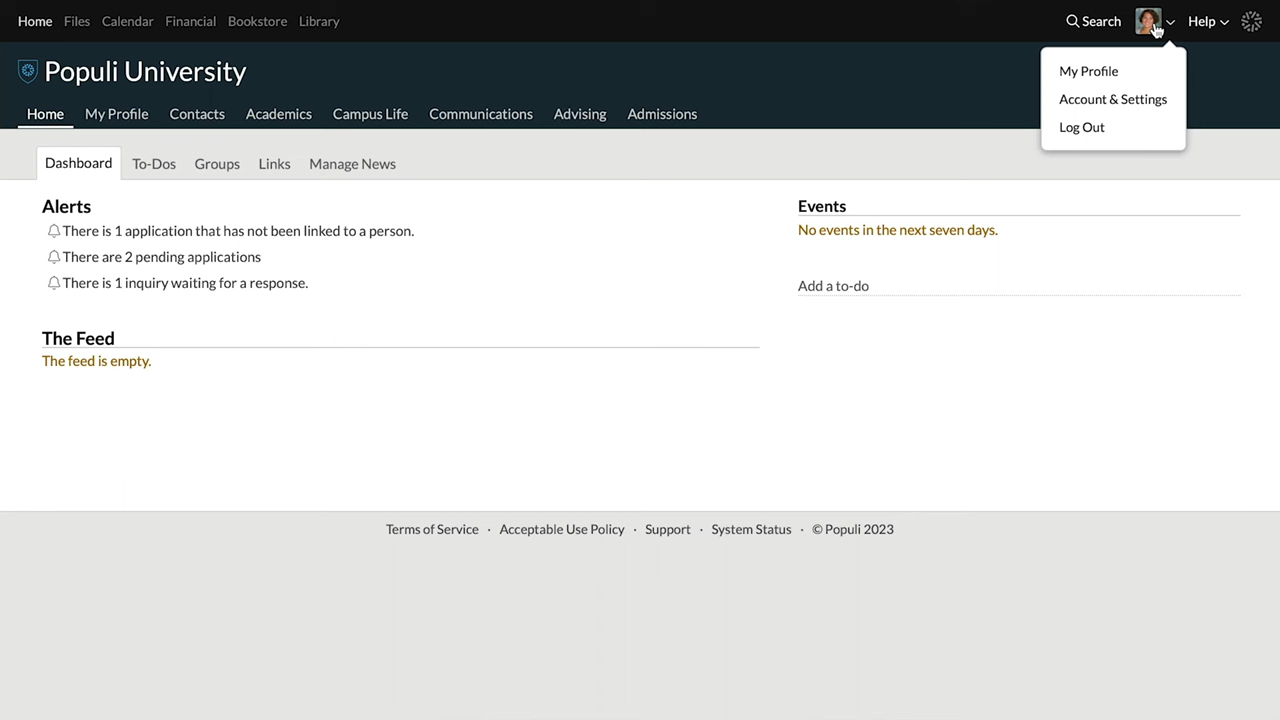 Home Files Calendar Financial Bookstore Library Search Help
Populi University
My Profile
Account & Settings
Log Out
Home My Profile Contacts Academics Campus Life Communications Advising Admissions
Dashboard To-Dos Groups Links Manage News
Alerts
There is 1 application that has not been linked to a person.
There are 2 pending applications
There is 1 inquiry waiting for a response.
The Feed
The feed is empty.
Events
No events in the next seven days.
Add a to-do
Terms of Service · Acceptable Use Policy · Support · System Status · © Populi 2023